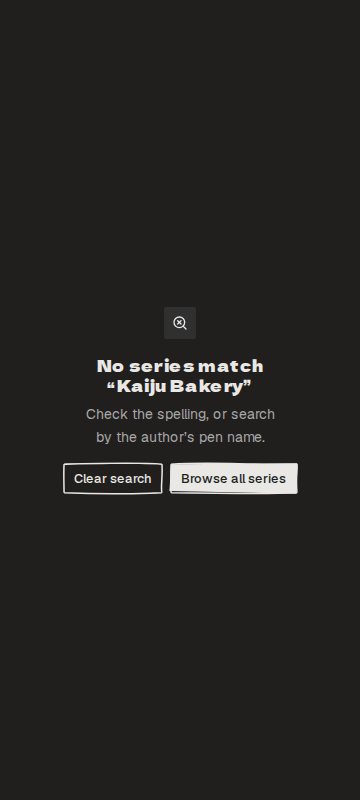 No series match
“Kaiju Bakery”
Check the spelling, or search
by the author’s pen name.
Clear search
Browse all series